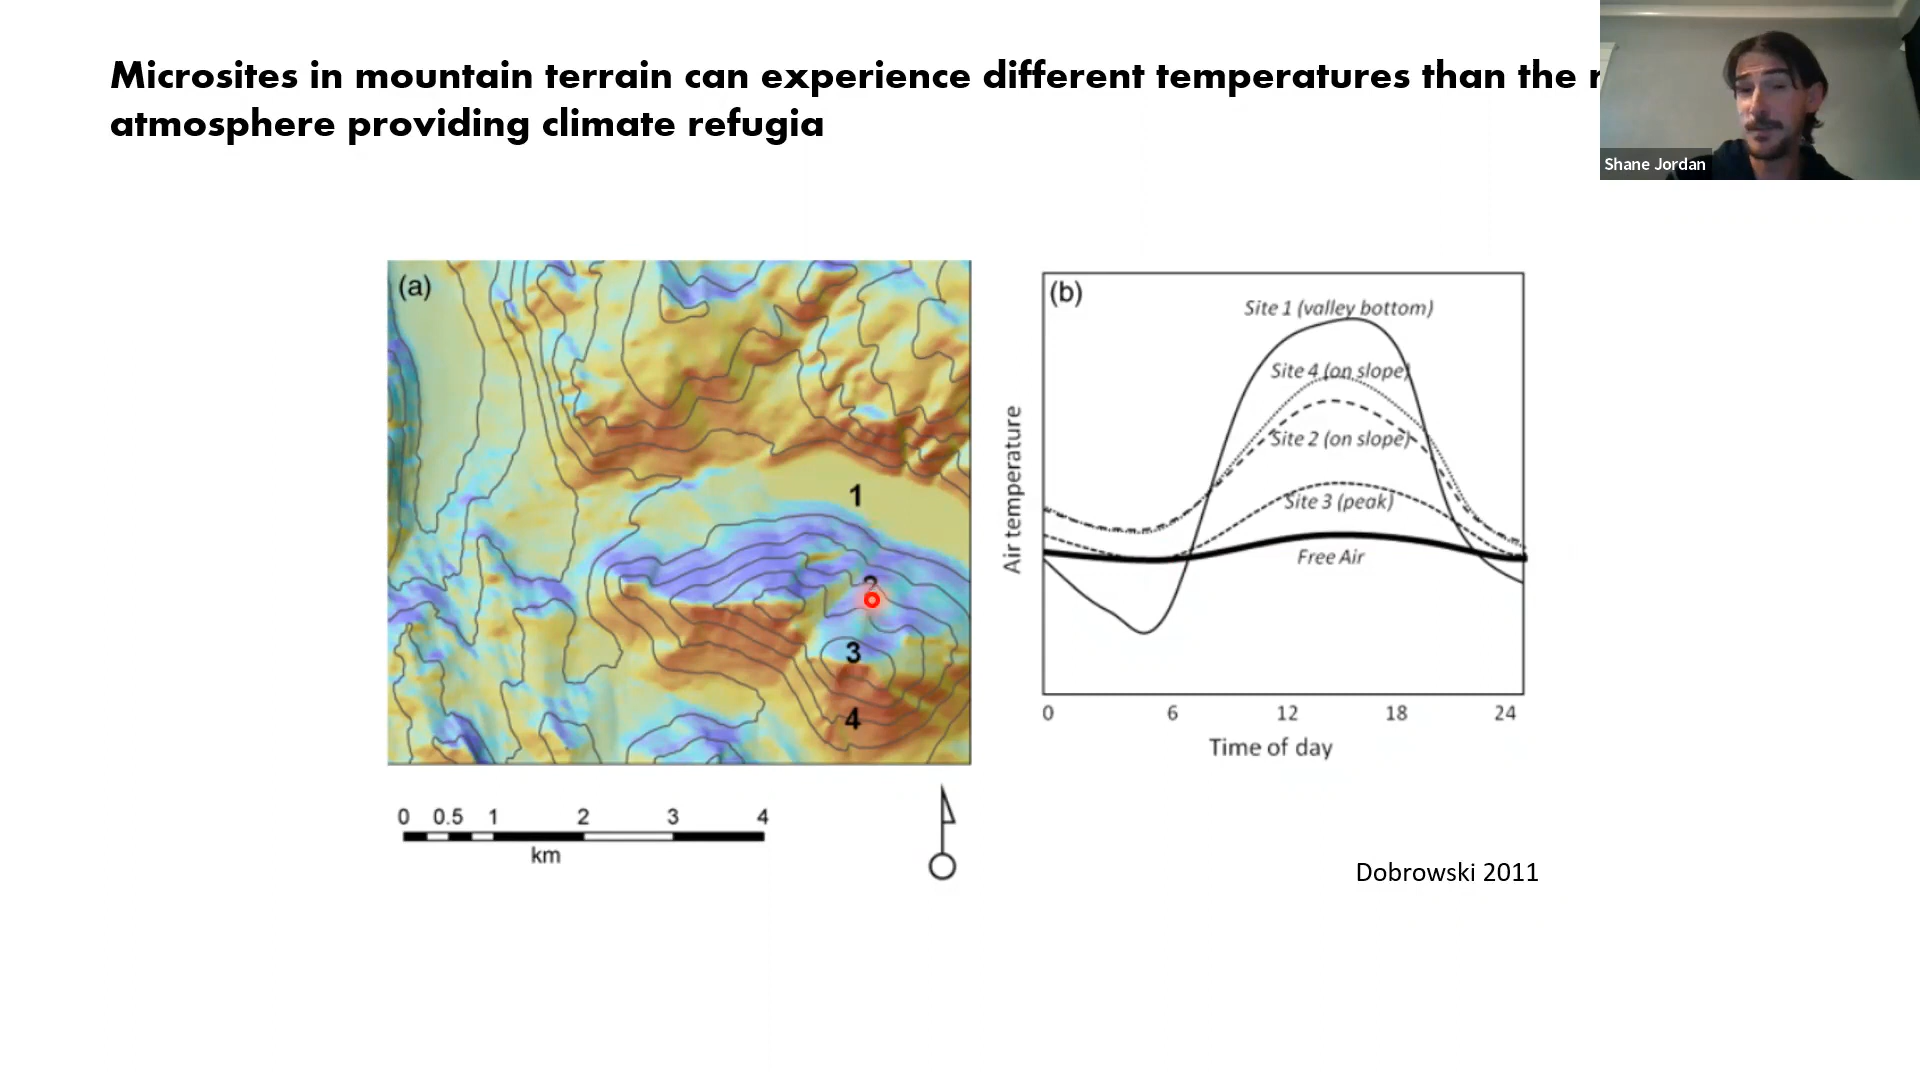 Microsites in mountain terrain can experience different temperatures than the
atmosphere providing climate refugia
Shane Jordan
(a)
1
2
3
4
0 0.5 1 2 3 4
km
(b)
Site 1 (valley bottom)
Site 4 (on slope)
Site 2 (on slope)
Site 3 (peak)
Free Air
Air temperature
0 6 12 18 24
Time of day
Dobrowski 2011